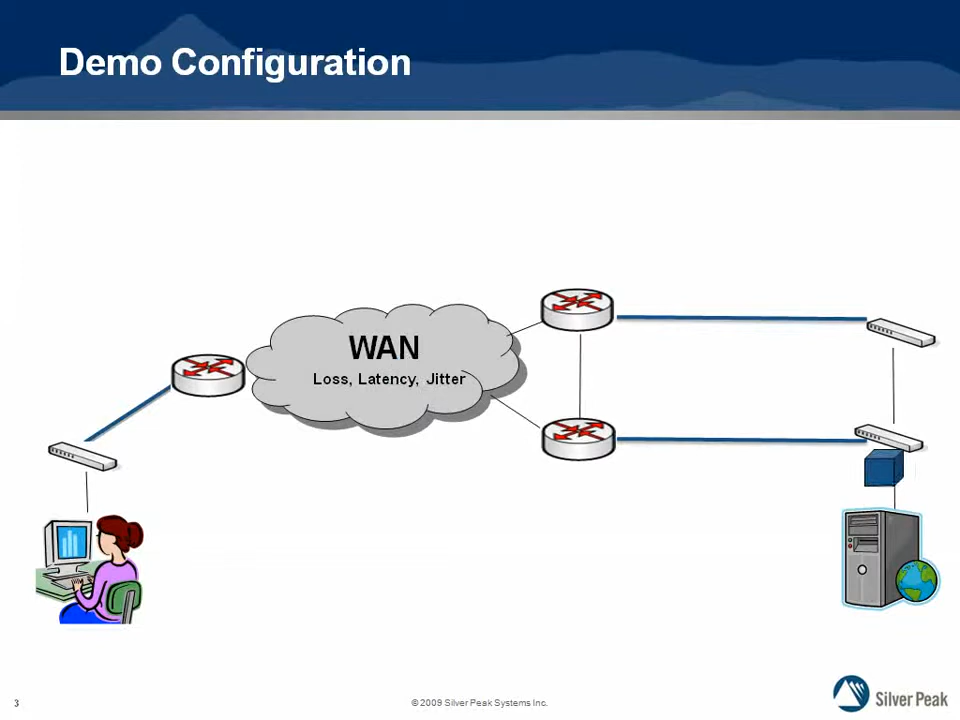 Demo Configuration
WAN
Loss, Latency, Jitter
3
© 2009 Silver Peak Systems Inc.
Silver Peak